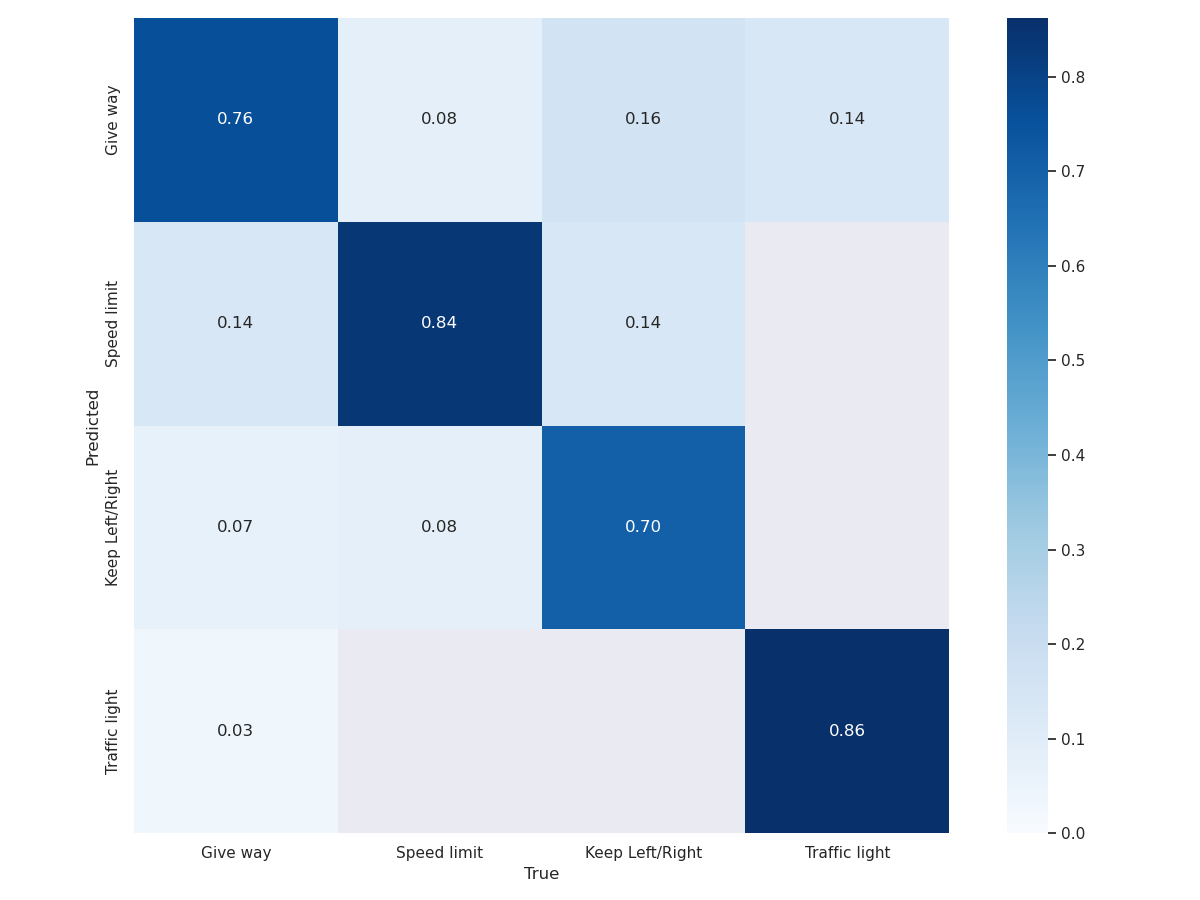 Predicted
Give way
0.76 0.08 0.16 0.14
Speed limit
0.14 0.84 0.14
Keep Left/Right
0.07 0.08 0.70
Traffic light
0.03 0.86
Give way Speed limit Keep Left/Right Traffic light
True
0.8
0.7
0.6
0.5
0.4
0.3
0.2
0.1
0.0